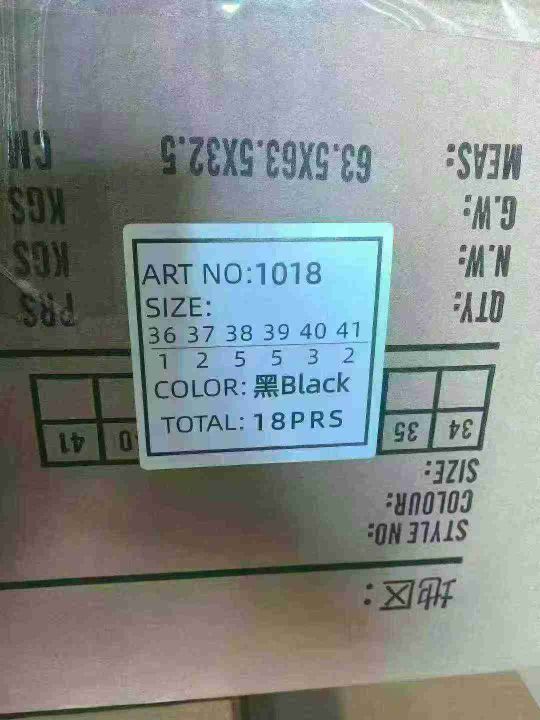 ART NO:1018
SIZE:
36 37 38 39 40 41
1 2 5 5 3 2
COLOR: 黑Black
TOTAL: 18PRS
地区:
STYLE NO:
COLOUR:
SIZE:
34 35 41
QTY: PRS
N.W: KGS
G.W: KGS
MEAS: 63.5X63.5X32.5 CM